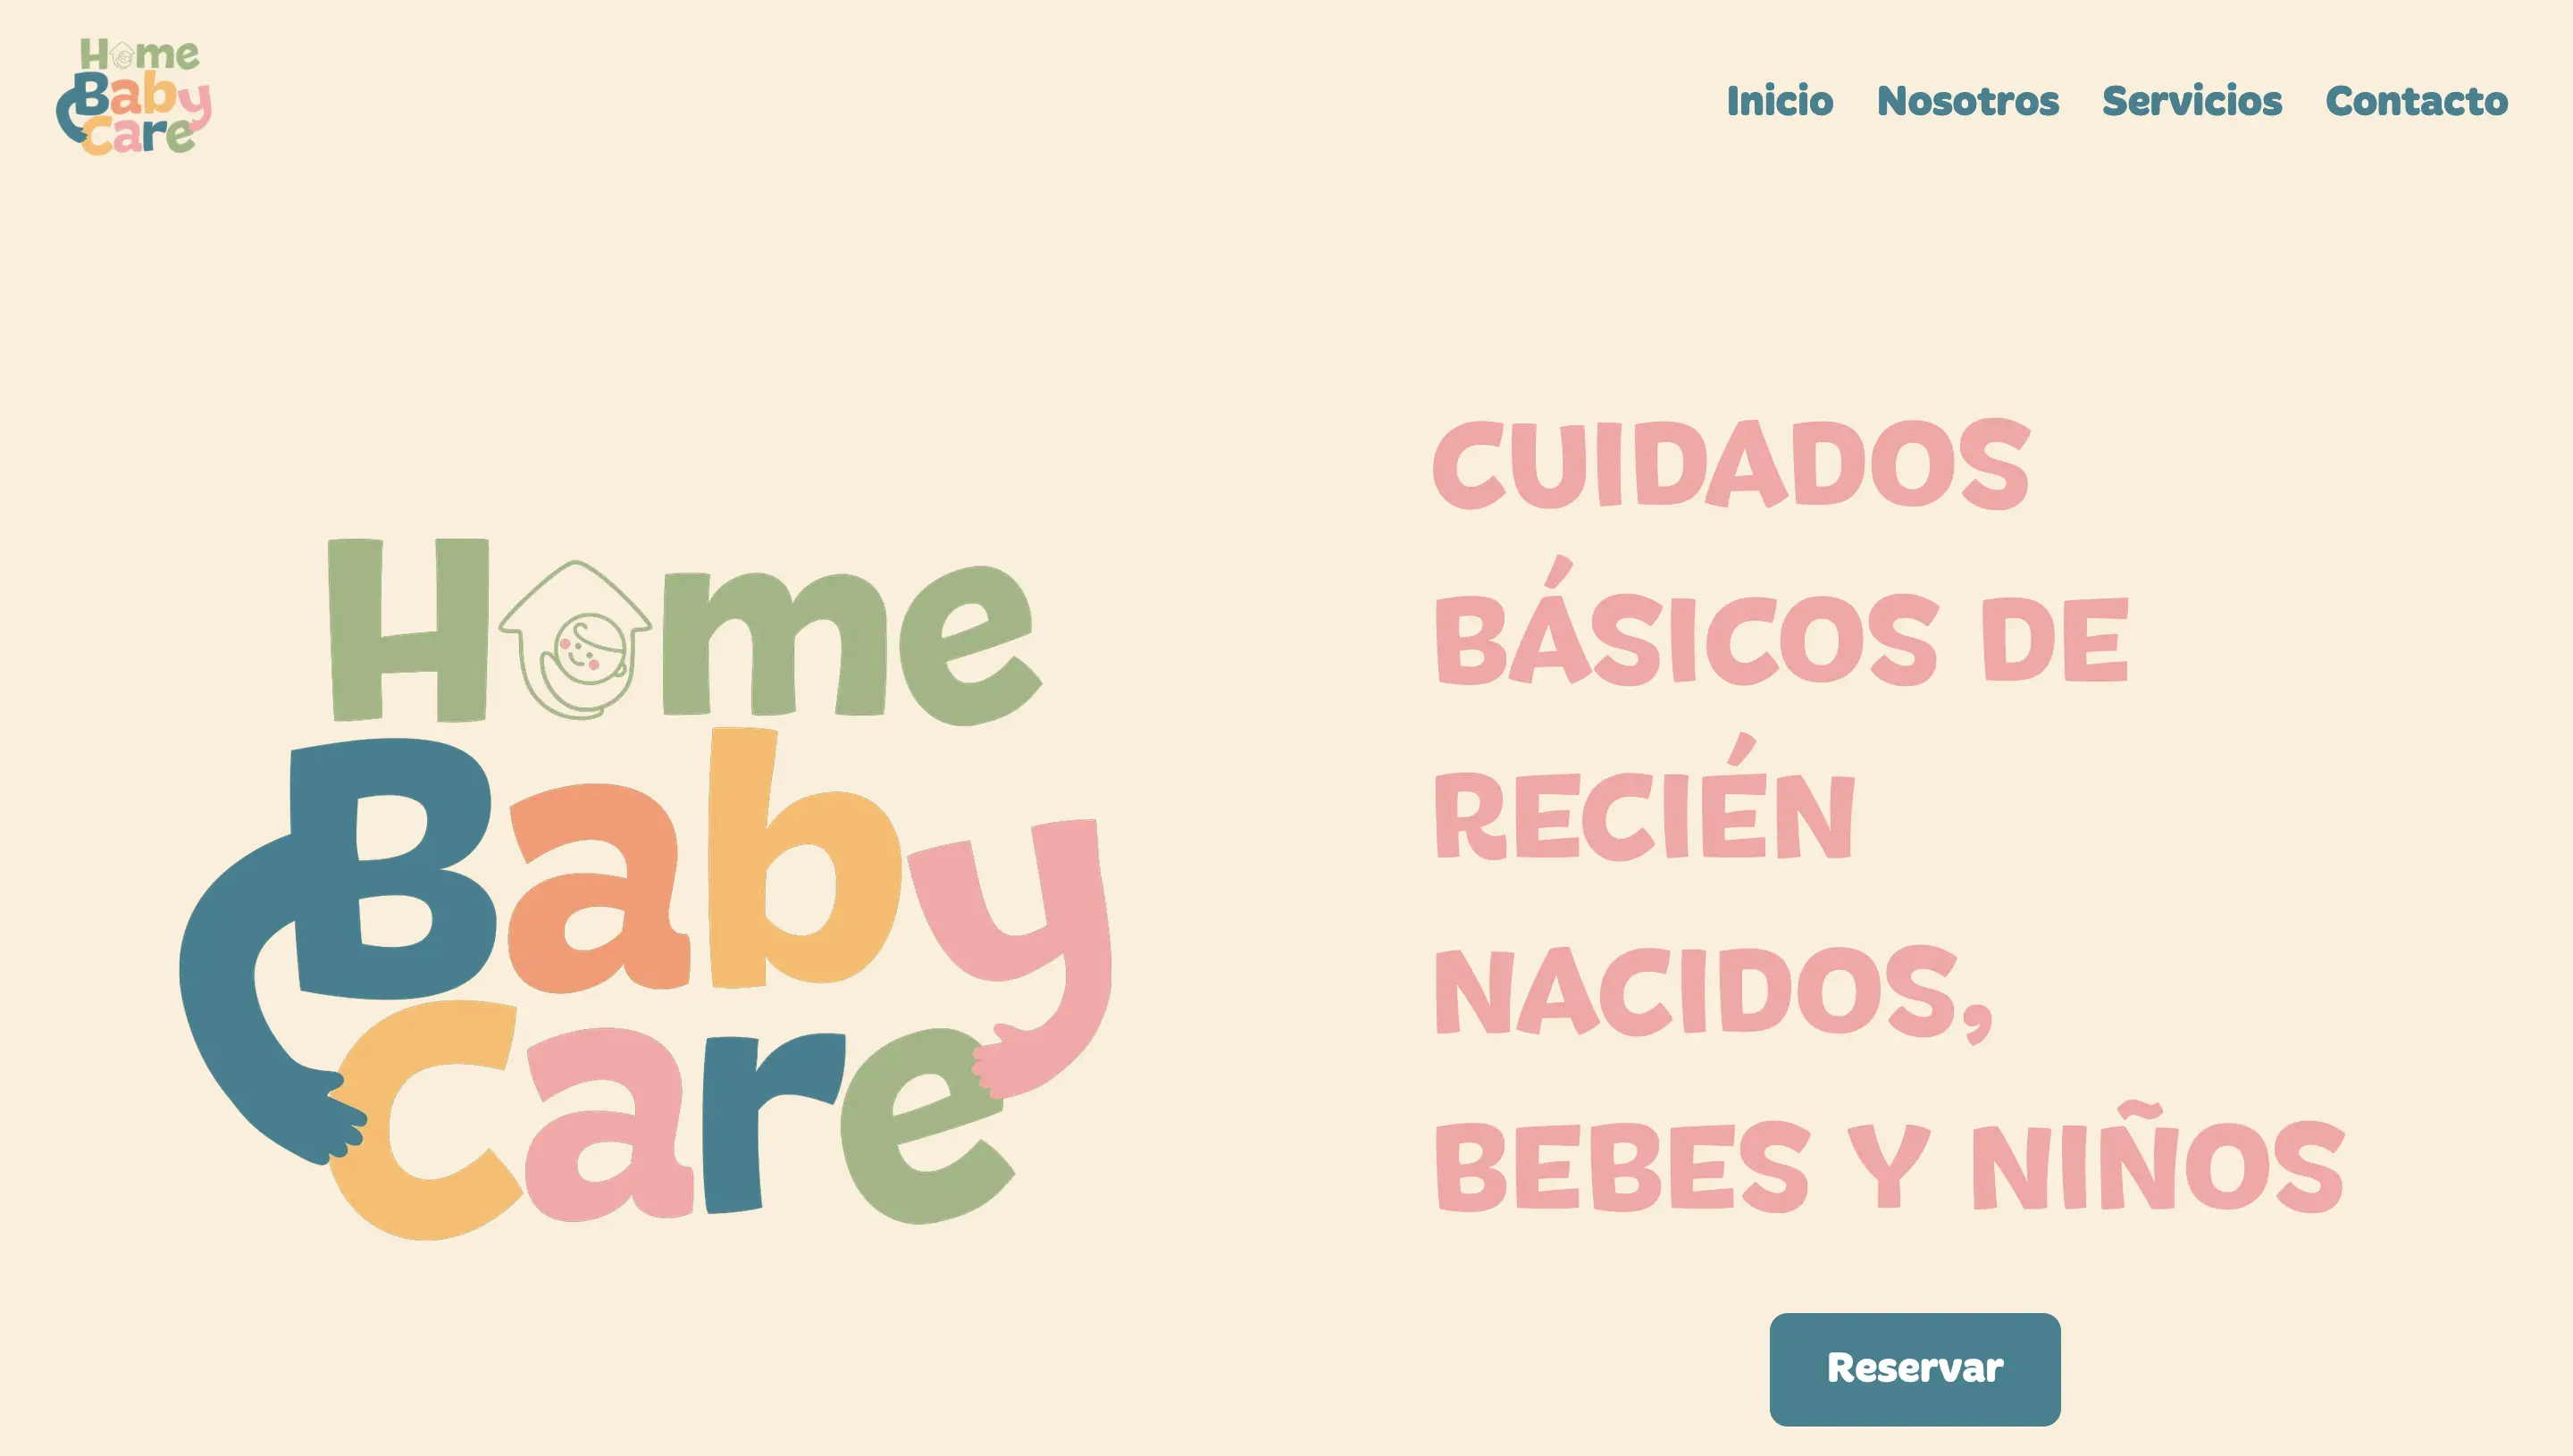 Home
Baby
Care
Inicio Nosotros Servicios Contacto
Home
Baby
Care
CUIDADOS
BÁSICOS DE
RECIÉN
NACIDOS,
BEBES Y NIÑOS
Reservar